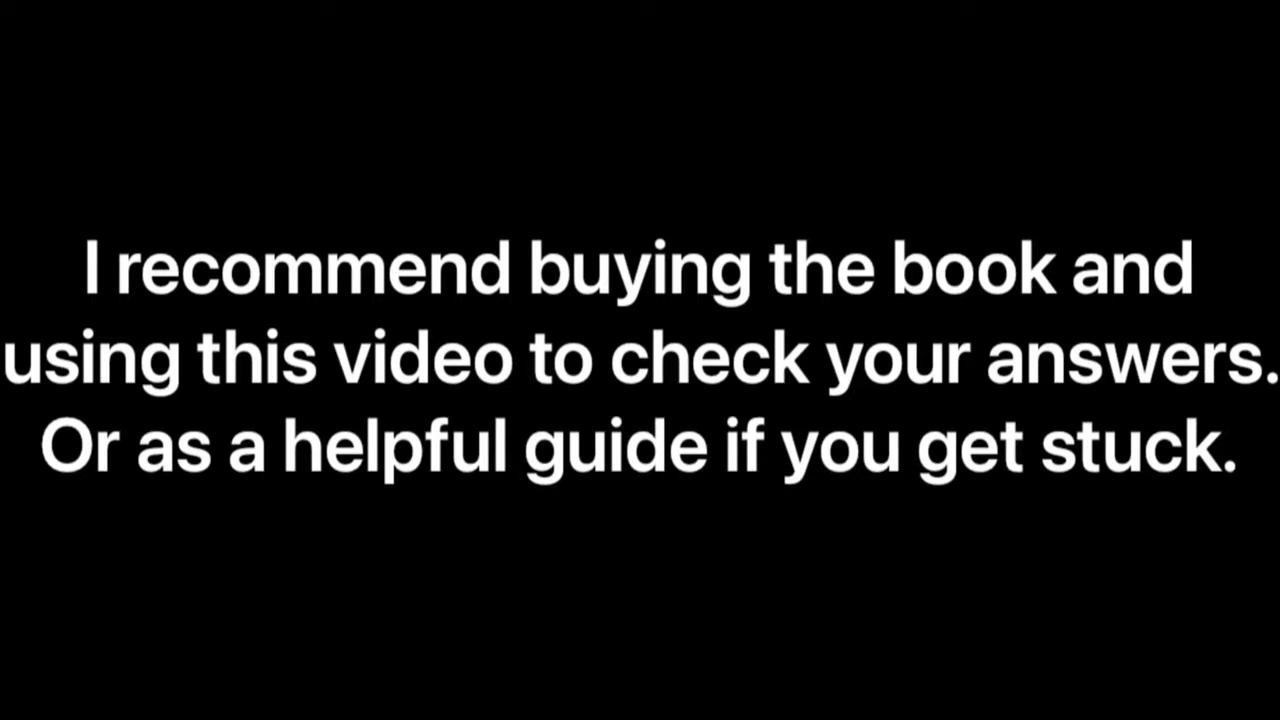 I recommend buying the book and
using this video to check your answers.
Or as a helpful guide if you get stuck.